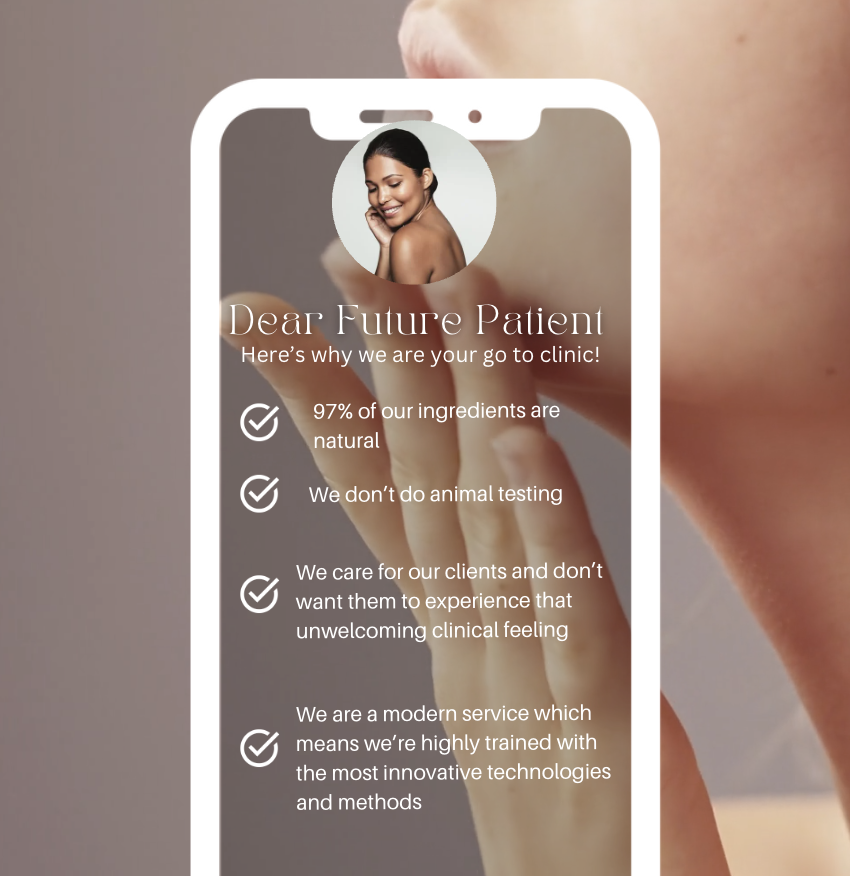 Dear Future Patient
Here's why we are your go to clinic!
97% of our ingredients are
natural
We don't do animal testing
We care for our clients and don't
want them to experience that
unwelcoming clinical feeling
We are a modern service which
means we're highly trained with
the most innovative technologies
and methods